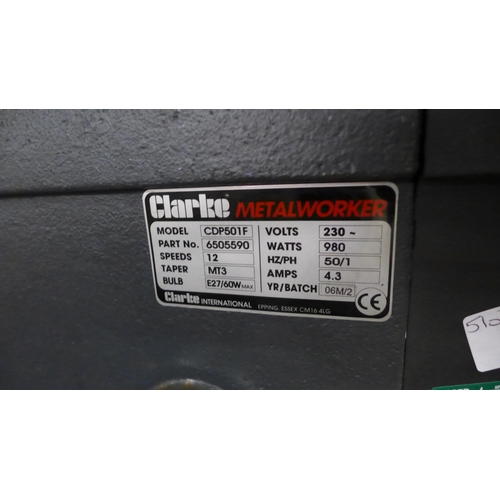 Clarke METALWORKER
MODEL CDP501F VOLTS 230 ~
PART No. 6505590 WATTS 980
SPEEDS 12 HZ/PH 50/1
TAPER MT3 AMPS 4.3
BULB E27/60W MAX YR/BATCH 06M/2
Clarke INTERNATIONAL EPPING ESSEX CM16 4LG CE